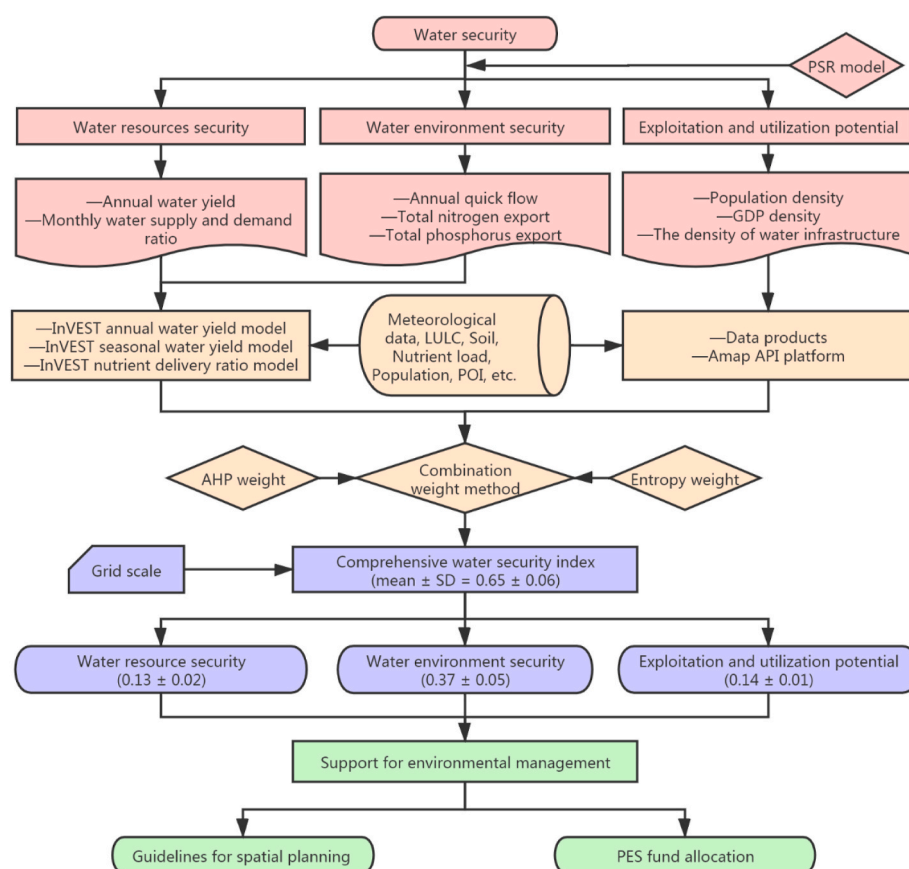 Water security
PSR model
Water resources security
Water environment security
Exploitation and utilization potential
—Annual water yield
—Monthly water supply and demand
ratio
—Annual quick flow
—Total nitrogen export
—Total phosphorus export
—Population density
—GDP density
—The density of water infrastructure
—InVEST annual water yield model
—InVEST seasonal water yield model
—InVEST nutrient delivery ratio model
Meteorological
data, LULC, Soil,
Nutrient load,
Population, POI, etc.
—Data products
—Amap API platform
AHP weight
Combination
weight method
Entropy weight
Grid scale
Comprehensive water security index
(mean ± SD = 0.65 ± 0.06)
Water resource security
(0.13 ± 0.02)
Water environment security
(0.37 ± 0.05)
Exploitation and utilization potential
(0.14 ± 0.01)
Support for environmental management
Guidelines for spatial planning
PES fund allocation